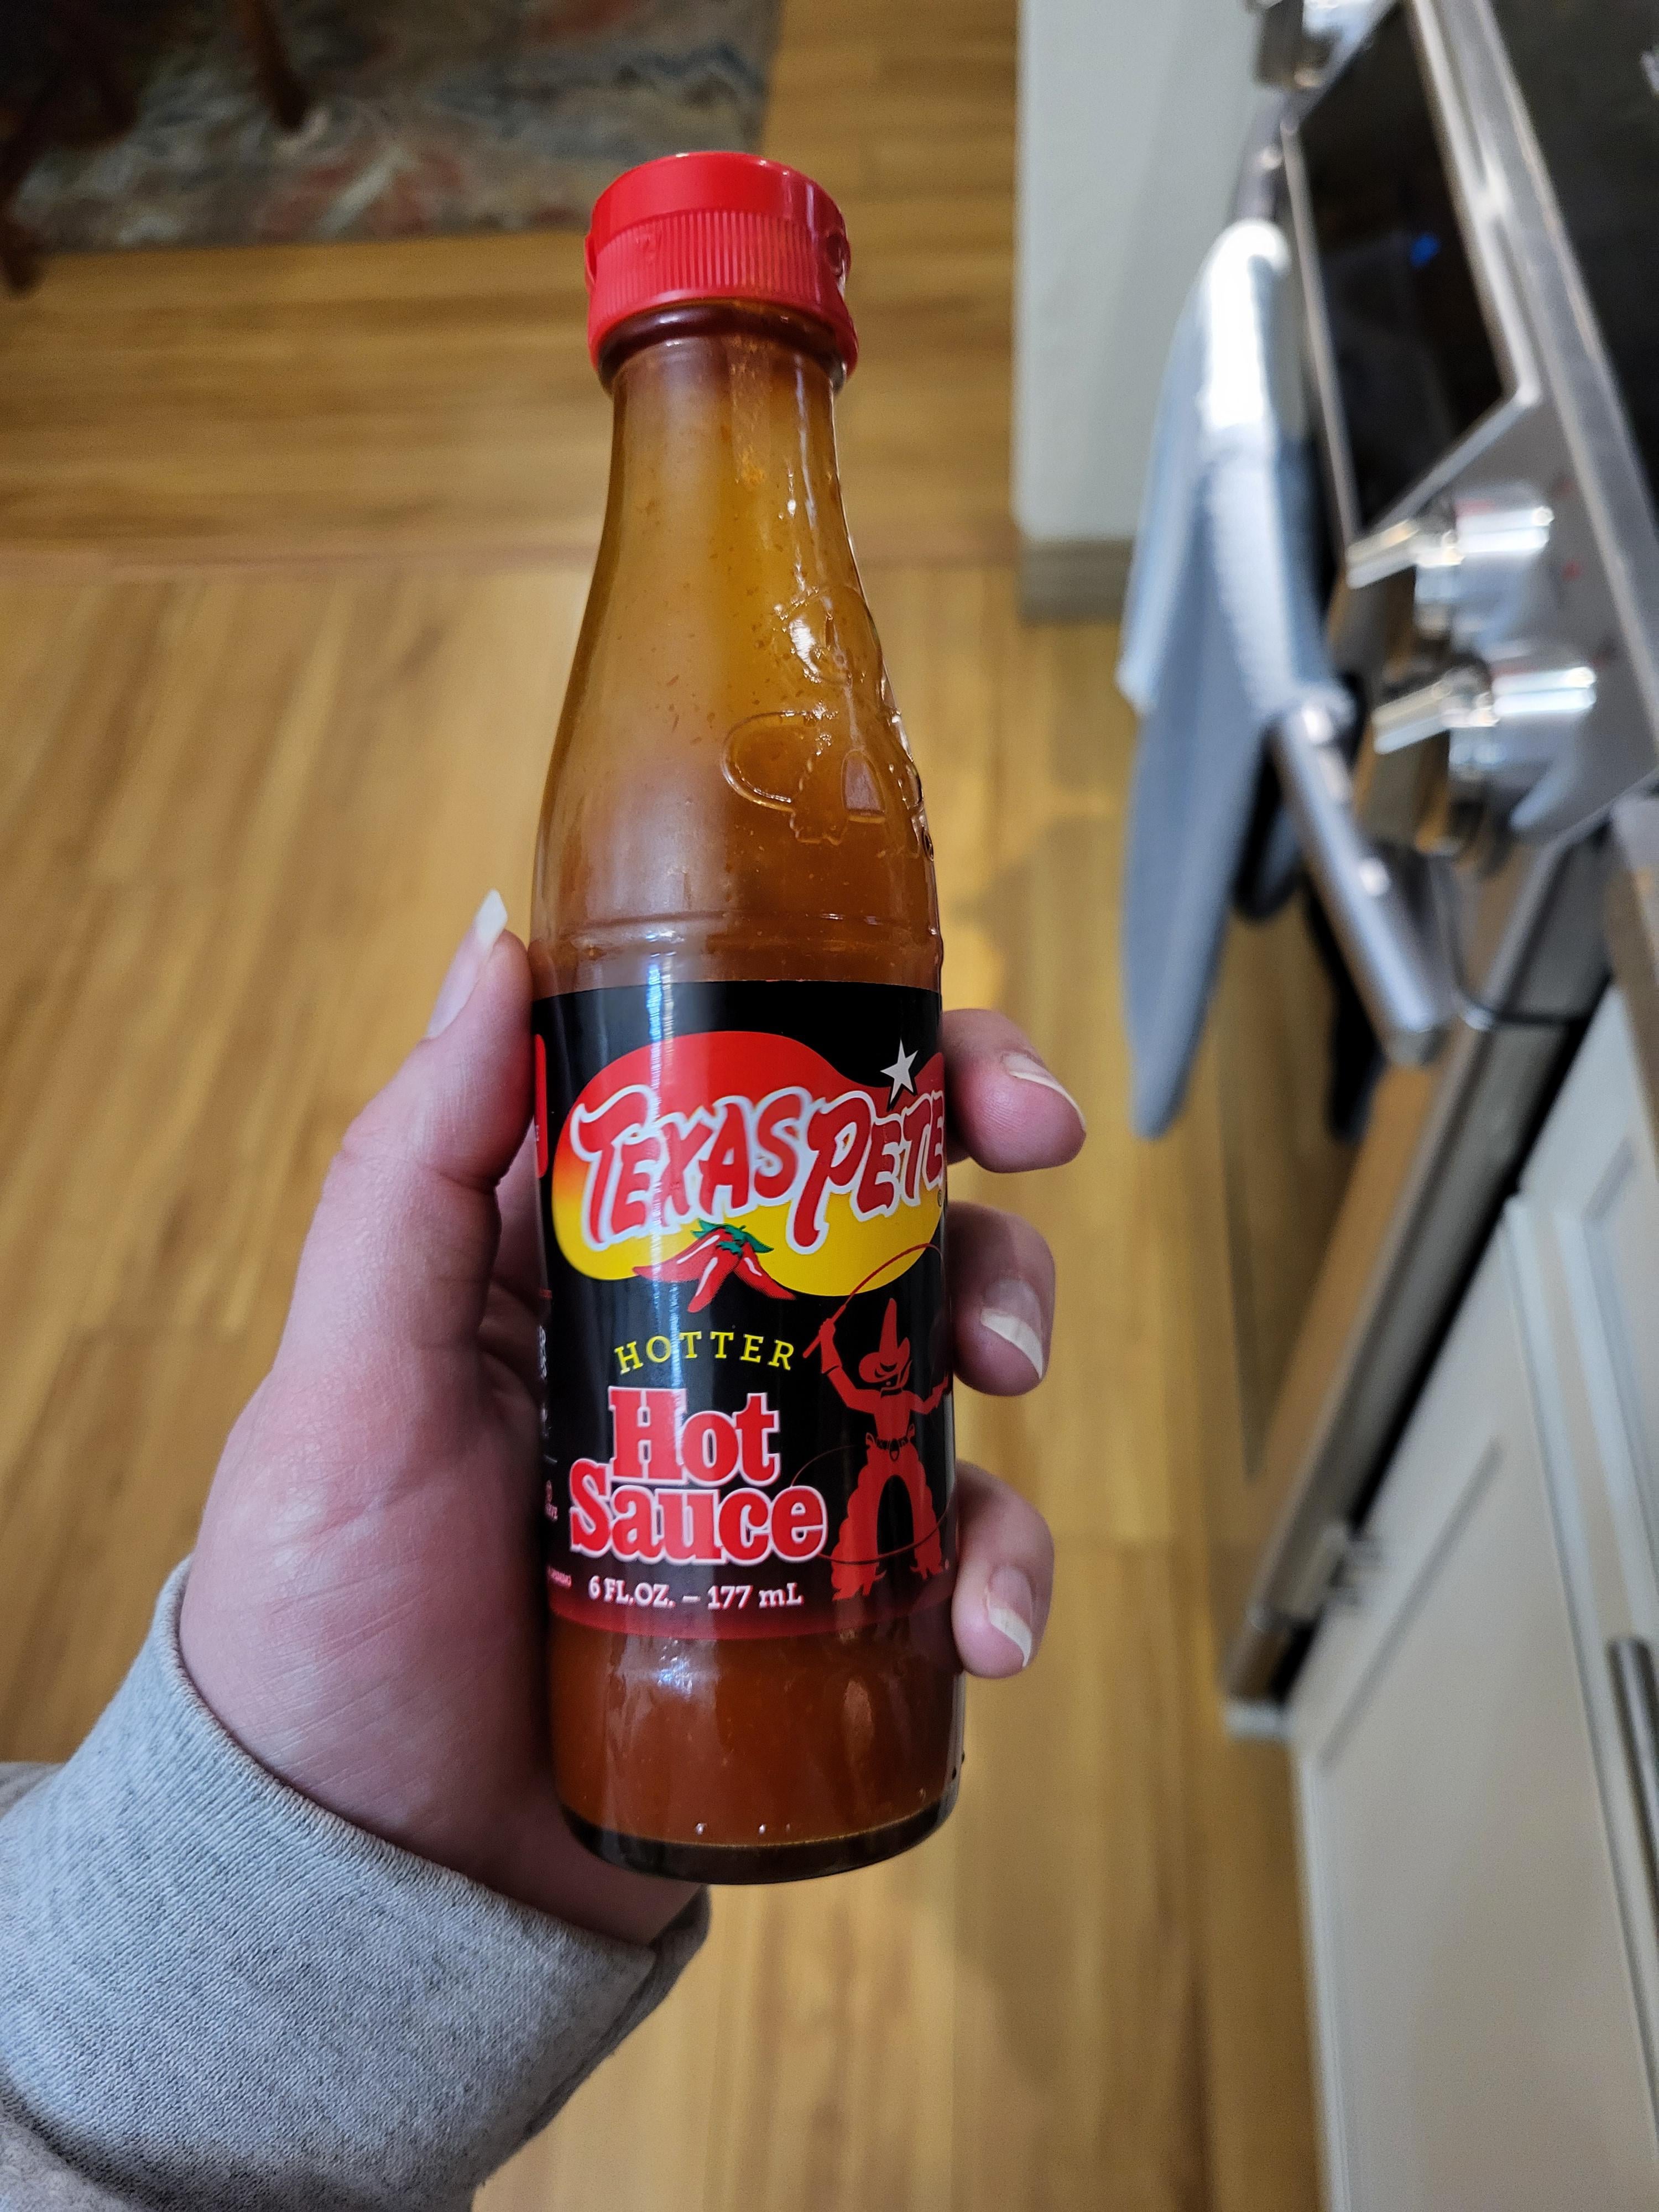 TEXAS PETE
HOTTER
Hot
Sauce
6 FL.OZ. – 177 mL